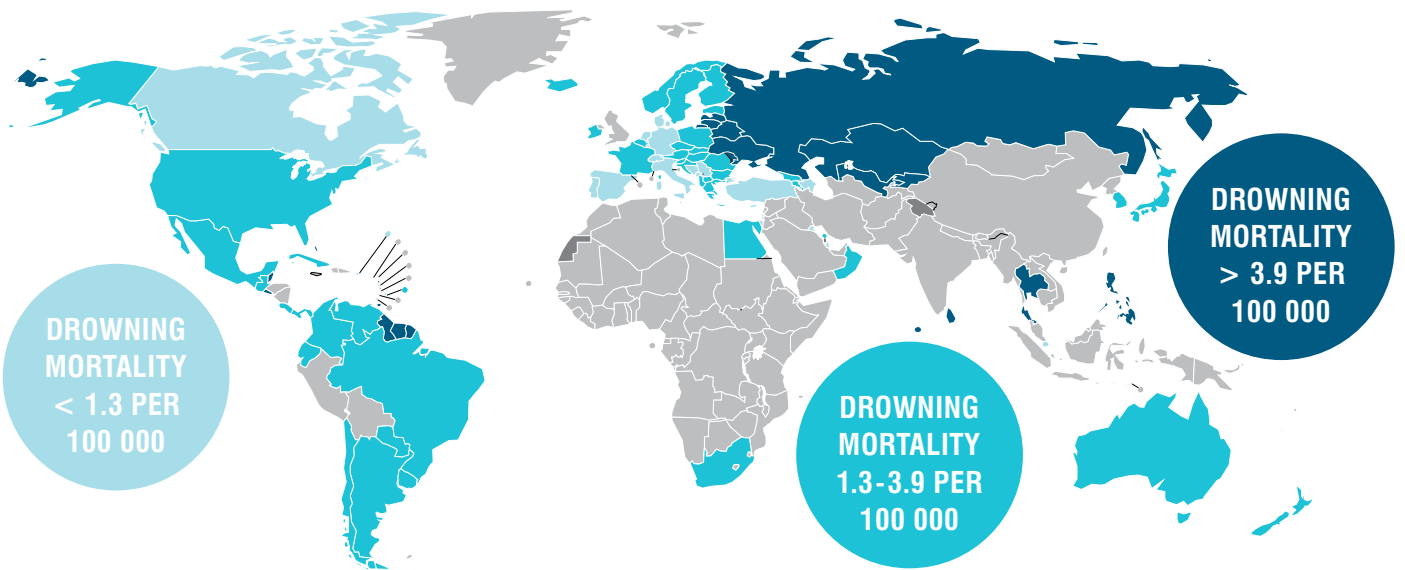 DROWNING
MORTALITY
< 1.3 PER
100 000
DROWNING
MORTALITY
1.3-3.9 PER
100 000
DROWNING
MORTALITY
> 3.9 PER
100 000